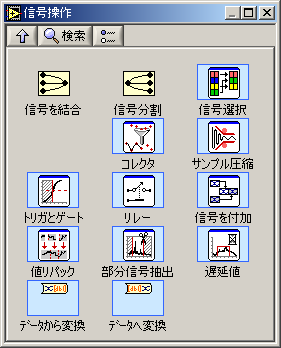 信号操作
検索
信号を結合 信号分割 信号選択
コレクタ サンプル圧縮
トリガとゲート リレー 信号を付加
値リパック 部分信号抽出 遅延値
データから変換 データへ変換